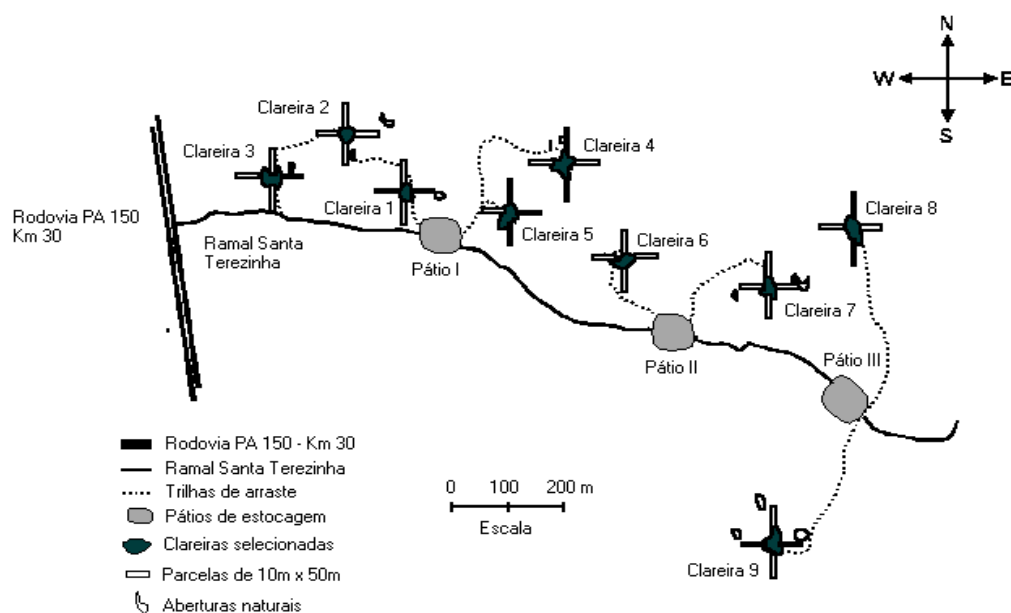 N
W E
S
Clareira 2
Clareira 3
Clareira 4
Clareira 1
Clareira 5
Clareira 6
Clareira 8
Clareira 7
Rodovia PA 150
Km 30
Ramal Santa
Terezinha
Pátio I
Pátio II
Pátio III
Rodovia PA 150 - Km 30
Ramal Santa Terezinha
Trilhas de arraste
Pátios de estocagem
Clareiras selecionadas
Parcelas de 10m x 50m
Aberturas naturais
0 100 200 m
Escala
Clareira 9